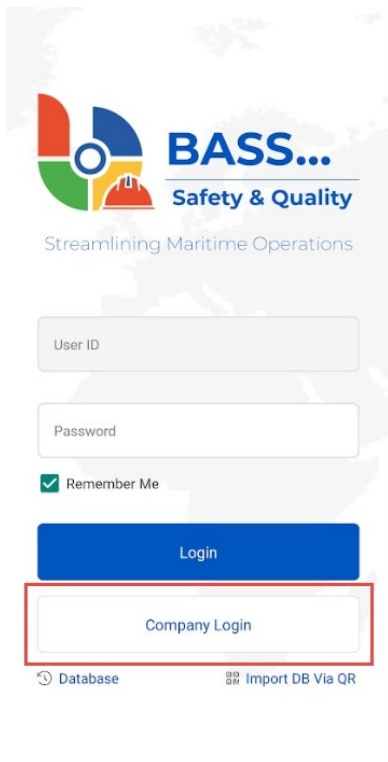 BASS...
Safety & Quality
Streamlining Maritime Operations
User ID
Password
Remember Me
Login
Company Login
Database Import DB Via QR